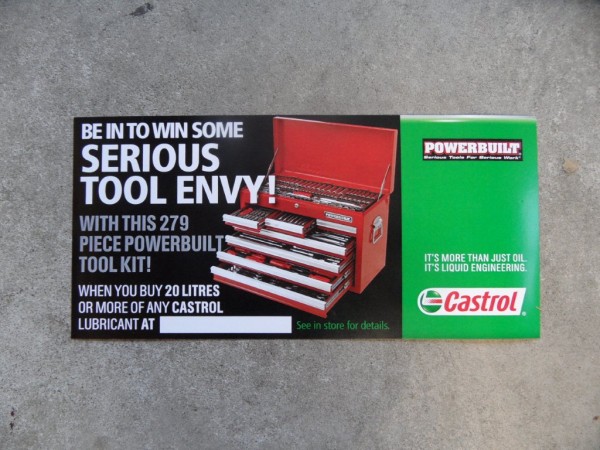 BE IN TO WIN SOME
SERIOUS
TOOL ENVY!
WITH THIS 279
PIECE POWERBUILT
TOOL KIT!
WHEN YOU BUY 20 LITRES
OR MORE OF ANY CASTROL
LUBRICANT AT
See in store for details.
POWERBUILT
Serious Tools For Serious Work
IT'S MORE THAN JUST OIL.
IT'S LIQUID ENGINEERING.
Castrol